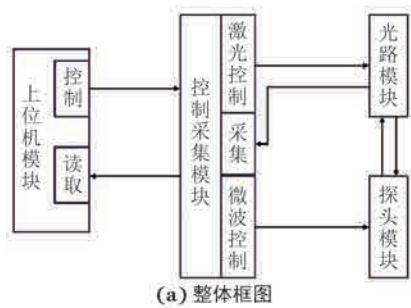 上位机模块
控制
读取
控制采集模块
激光控制
采集
微波控制
光路模块
探头模块
(a) 整体框图